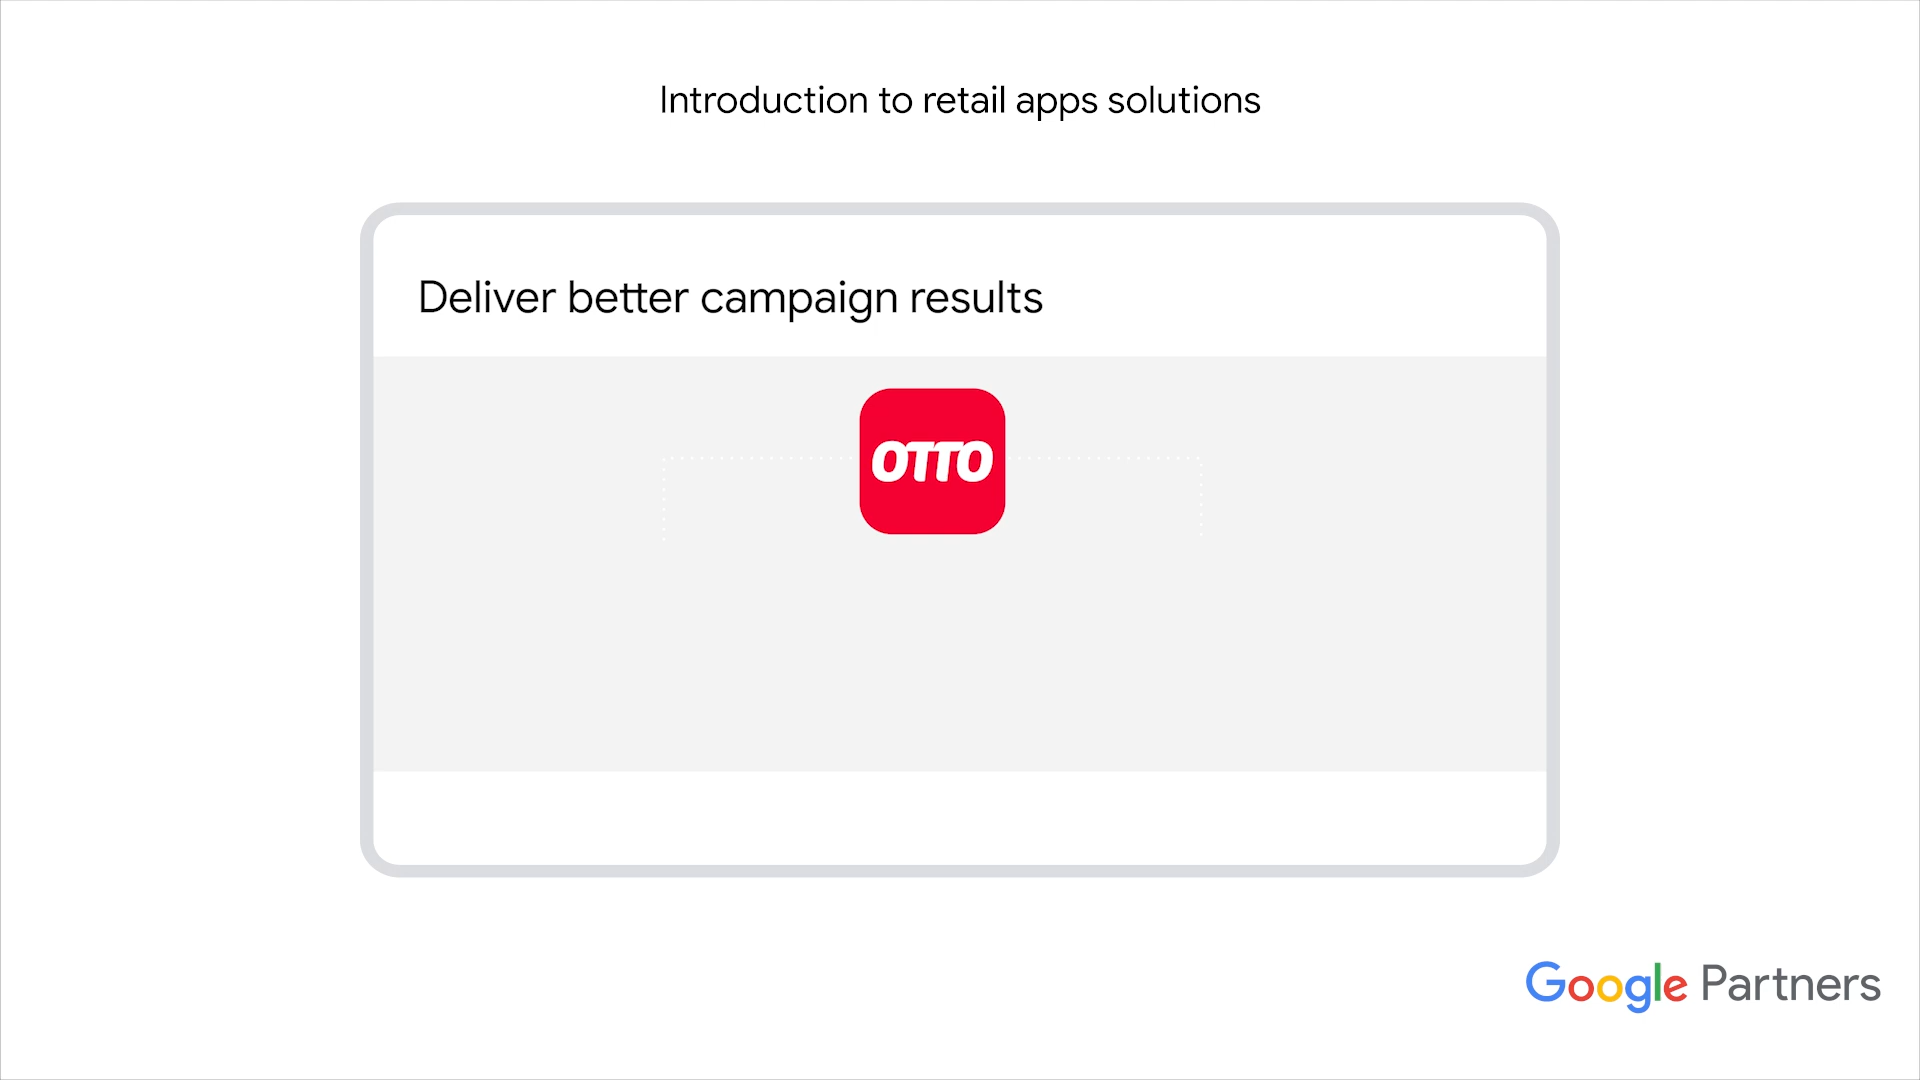 Introduction to retail apps solutions
Deliver better campaign results
OTTO
Google Partners